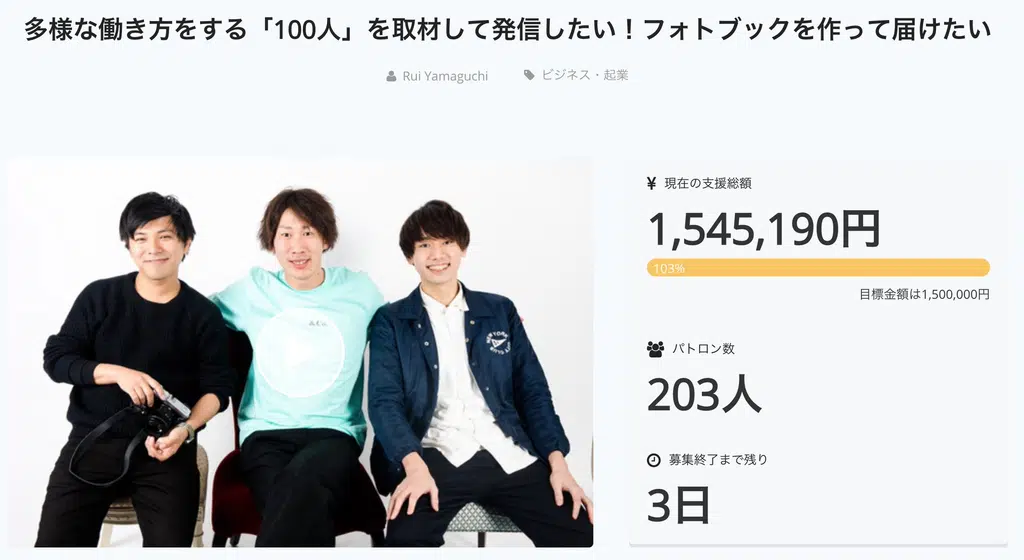 多様な働き方をする「100人」を取材して発信したい！フォトブックを作って届けたい
Rui Yamaguchi
ビジネス・起業
¥ 現在の支援総額
1,545,190円
103%
目標金額は1,500,000円
パトロン数
203人
募集終了まで残り
3日
NEW YORK